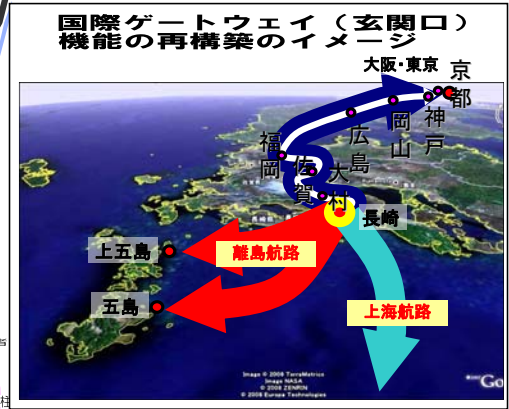 国際ゲートウェイ（玄関口）
機能の再構築のイメージ
大阪・東京
京都
神戸
岡山
広島
福岡
佐賀
大村
長崎
上五島
離島航路
五島
上海航路
Image © 2008 TerraMetrics
Image NASA
© 2008 ZENRIN
© 2008 Europa Technologies
Go